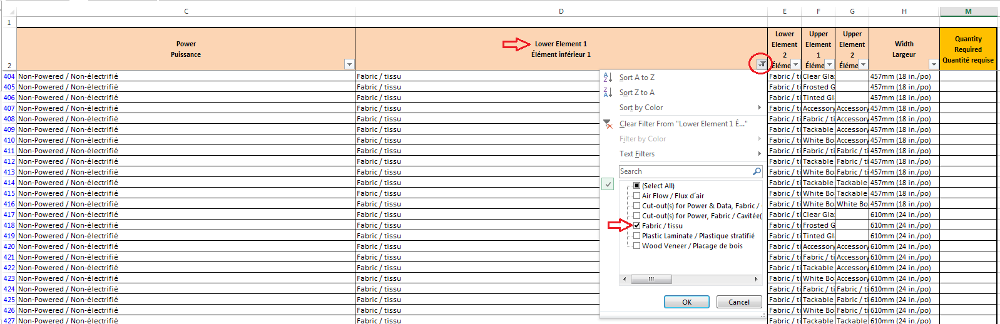 C D E F G H M
1
Power
Puissance
Lower Element 1
Élément inférieur 1
Lower
Element
2
Éléme
Upper
Element
1
Éléme
Upper
Element
2
Éléme
Width
Largeur
Quantity
Required
Quantité requise
2
404 Non-Powered / Non-électrifié Fabric / tissu Fabric / ti Clear Gla 457mm (18 in./po)
405 Non-Powered / Non-électrifié Fabric / tissu Fabric / ti Frosted G 457mm (18 in./po)
406 Non-Powered / Non-électrifié Fabric / tissu Fabric / ti Tinted Gl 457mm (18 in./po)
407 Non-Powered / Non-électrifié Fabric / tissu Fabric / ti Accessory Accessory 457mm (18 in./po)
408 Non-Powered / Non-électrifié Fabric / tissu Fabric / ti Fabric / ti Accessory 457mm (18 in./po)
409 Non-Powered / Non-électrifié Fabric / tissu Fabric / ti Tackable Accessory 457mm (18 in./po)
410 Non-Powered / Non-électrifié Fabric / tissu Fabric / ti White Bo Accessory 457mm (18 in./po)
411 Non-Powered / Non-électrifié Fabric / tissu Fabric / ti Fabric / ti Fabric / ti 457mm (18 in./po)
412 Non-Powered / Non-électrifié Fabric / tissu Fabric / ti Tackable Fabric / ti 457mm (18 in./po)
413 Non-Powered / Non-électrifié Fabric / tissu Fabric / ti White Bo Fabric / ti 457mm (18 in./po)
414 Non-Powered / Non-électrifié Fabric / tissu Fabric / ti Tackable Tackable 457mm (18 in./po)
415 Non-Powered / Non-électrifié Fabric / tissu Fabric / ti White Bo Tackable 457mm (18 in./po)
416 Non-Powered / Non-électrifié Fabric / tissu Fabric / ti White Bo White Bo 457mm (18 in./po)
417 Non-Powered / Non-électrifié Fabric / tissu Fabric / ti Clear Gla 610mm (24 in./po)
418 Non-Powered / Non-électrifié Fabric / tissu Fabric / ti Frosted G 610mm (24 in./po)
419 Non-Powered / Non-électrifié Fabric / tissu Fabric / ti Tinted Gl 610mm (24 in./po)
420 Non-Powered / Non-électrifié Fabric / tissu Fabric / ti Accessory Accessory 610mm (24 in./po)
421 Non-Powered / Non-électrifié Fabric / tissu Fabric / ti Fabric / ti Accessory 610mm (24 in./po)
422 Non-Powered / Non-électrifié Fabric / tissu Fabric / ti Tackable Accessory 610mm (24 in./po)
423 Non-Powered / Non-électrifié Fabric / tissu Fabric / ti White Bo Accessory 610mm (24 in./po)
424 Non-Powered / Non-électrifié Fabric / tissu Fabric / ti Fabric / ti Fabric / ti 610mm (24 in./po)
425 Non-Powered / Non-électrifié Fabric / tissu Fabric / ti Tackable Fabric / ti 610mm (24 in./po)
426 Non-Powered / Non-électrifié Fabric / tissu Fabric / ti White Bo Fabric / ti 610mm (24 in./po)
427 Non-Powered / Non-électrifié Fabric / tissu Fabric / ti Tackable Tackable 610mm (24 in./po)
Sort A to Z
Sort Z to A
Sort by Color
Clear Filter From "Lower Element 1 É..."
Filter by Color
Text Filters
Search
(Select All)
Air Flow / Flux d´air
Cut-out(s) for Power & Data, Fabric /
Cut-out(s) for Power, Fabric / Cavitée(
Fabric / tissu
Plastic Laminate / Plastique stratifié
Wood Veneer / Placage de bois
OK Cancel